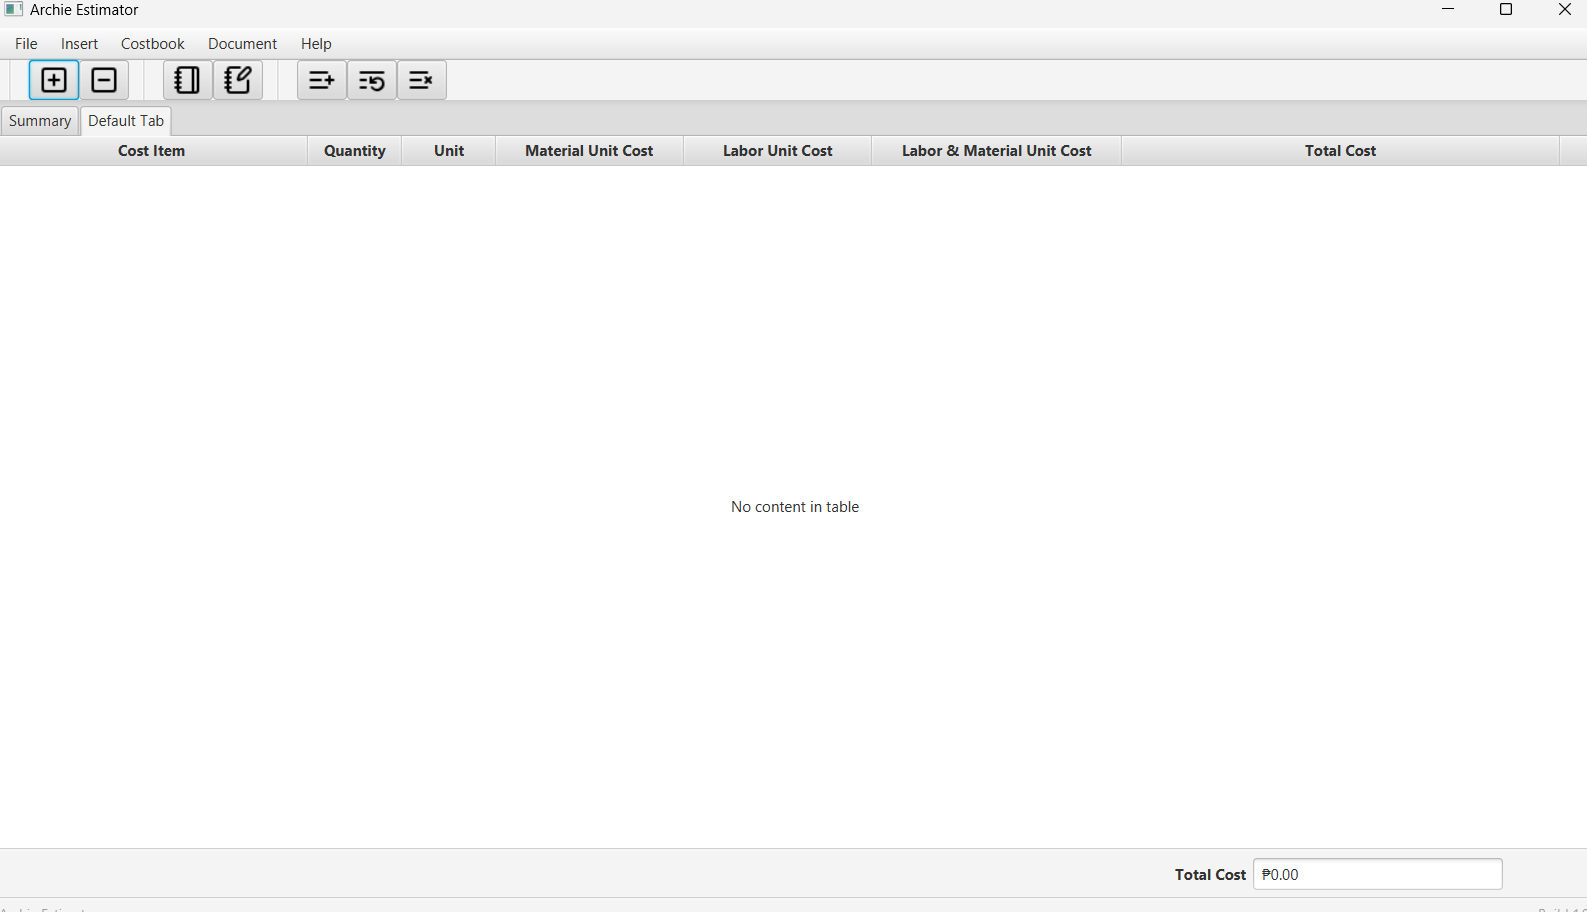 Archie Estimator
File Insert Costbook Document Help
Summary Default Tab
Cost Item Quantity Unit Material Unit Cost Labor Unit Cost Labor & Material Unit Cost Total Cost
No content in table
Total Cost ₱0.00